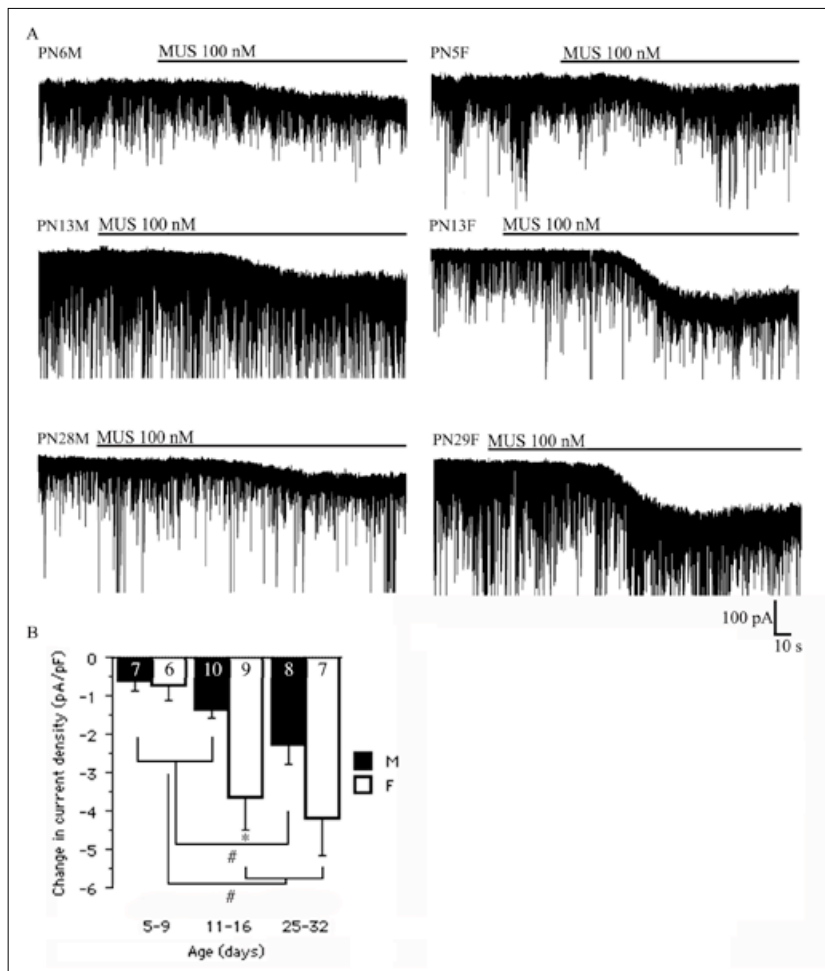 A
PN6M MUS 100 nM
PN5F MUS 100 nM
PN13M MUS 100 nM
PN13F MUS 100 nM
PN28M MUS 100 nM
PN29F MUS 100 nM
100 pA
10 s
B
Change in current density (pA/pF)
0
-1
-2
-3
-4
-5
-6
7 6 10 9 8 7
M
F
*
#
#
5-9 11-16 25-32
Age (days)